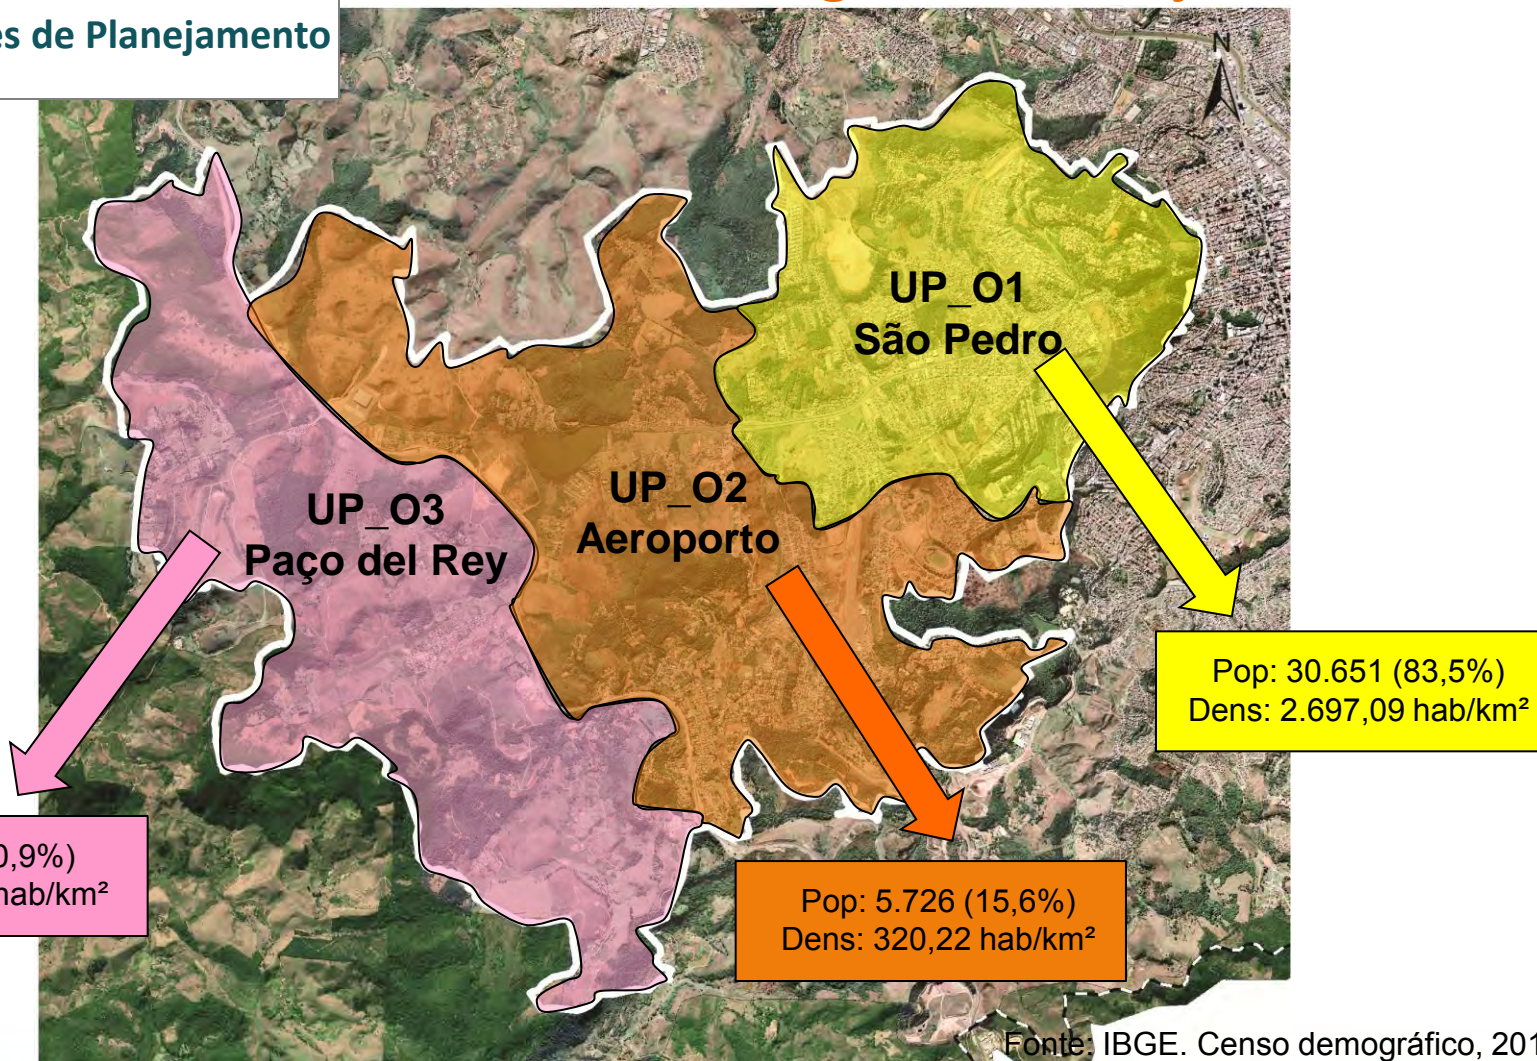 es de Planejamento
N
UP_O1
São Pedro
UP_O2
Aeroporto
UP_O3
Paço del Rey
Pop: 30.651 (83,5%)
Dens: 2.697,09 hab/km²
0,9%)
hab/km²
Pop: 5.726 (15,6%)
Dens: 320,22 hab/km²
Fonte: IBGE. Censo demográfico, 201